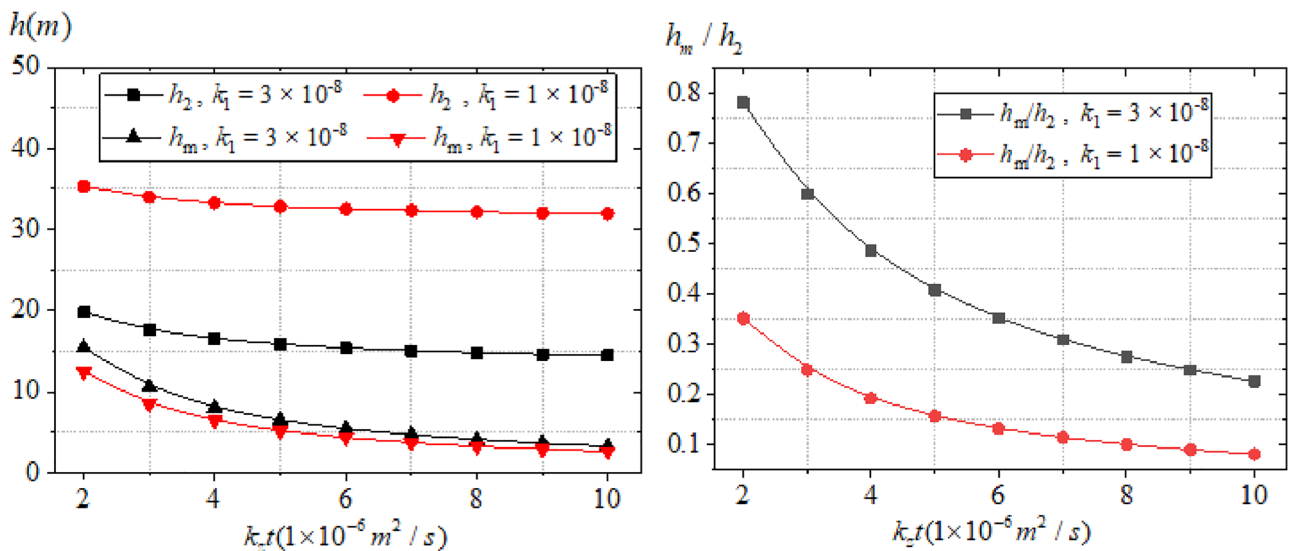 h(m)
50
40
30
20
10
0
h₂ , k₁ = 3 × 10⁻⁸
h₂ , k₁ = 1 × 10⁻⁸
hₘ , k₁ = 3 × 10⁻⁸
hₘ , k₁ = 1 × 10⁻⁸
2 4 6 8 10
t(1×10⁻⁶ m² / s)
hₘ / h₂
0.8
0.7
0.6
0.5
0.4
0.3
0.2
0.1
hₘ/h₂ , k₁ = 3 × 10⁻⁸
hₘ/h₂ , k₁ = 1 × 10⁻⁸
2 4 6 8 10
t(1×10⁻⁶ m² / s)